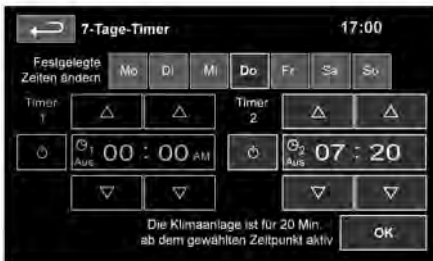 7-Tage-Timer 17:00
Festgelegte Zeiten ändern
Mo Di Mi Do Fr Sa So
Timer 1
Timer 2
1 Aus 00 : 00 AM
2 Aus 07 : 20
Die Klimaanlage ist für 20 Min.
ab dem gewählten Zeitpunkt aktiv
OK